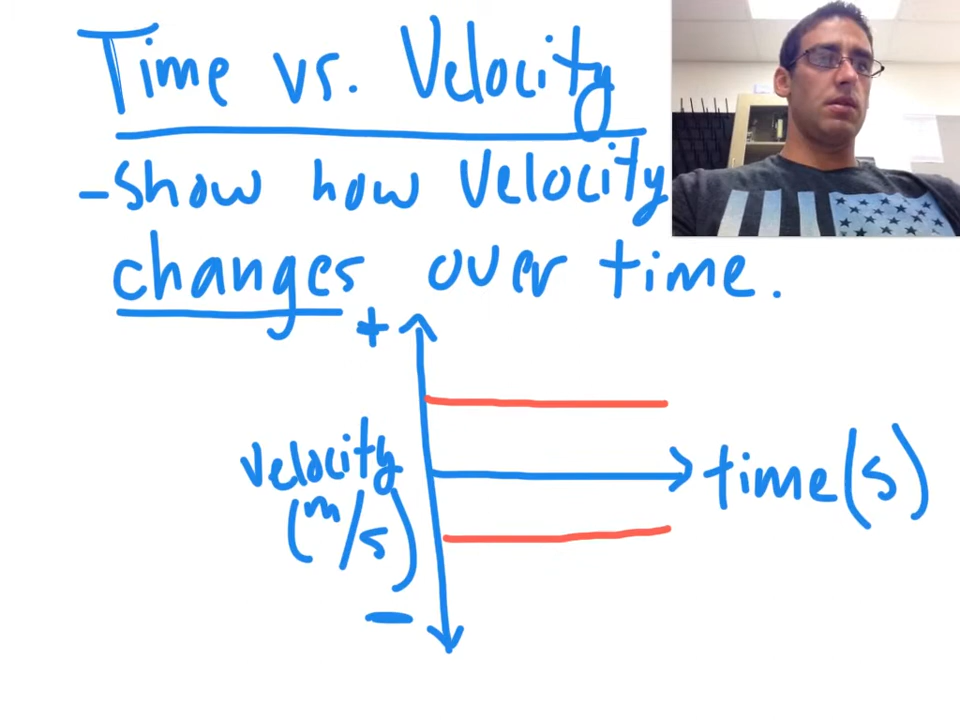 Time vs. Velocity
- show how velocity
changes over time.
+
velocity
(m/s)
time (s)
-